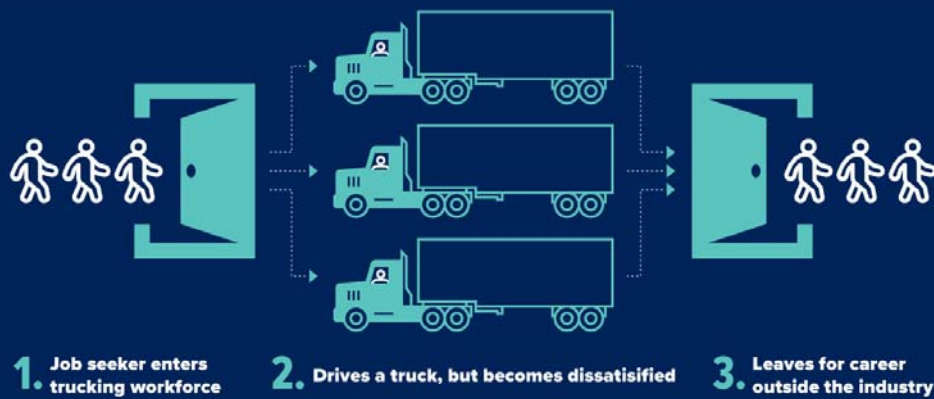 1. Job seeker enters
trucking workforce
2. Drives a truck, but becomes dissatisified
3. Leaves for career
outside the industry